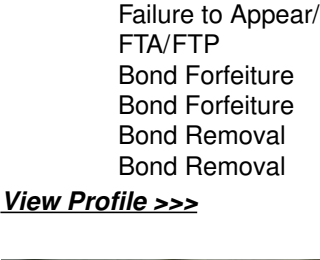 Failure to Appear/
FTA/FTP
Bond Forfeiture
Bond Forfeiture
Bond Removal
Bond Removal
View Profile >>>